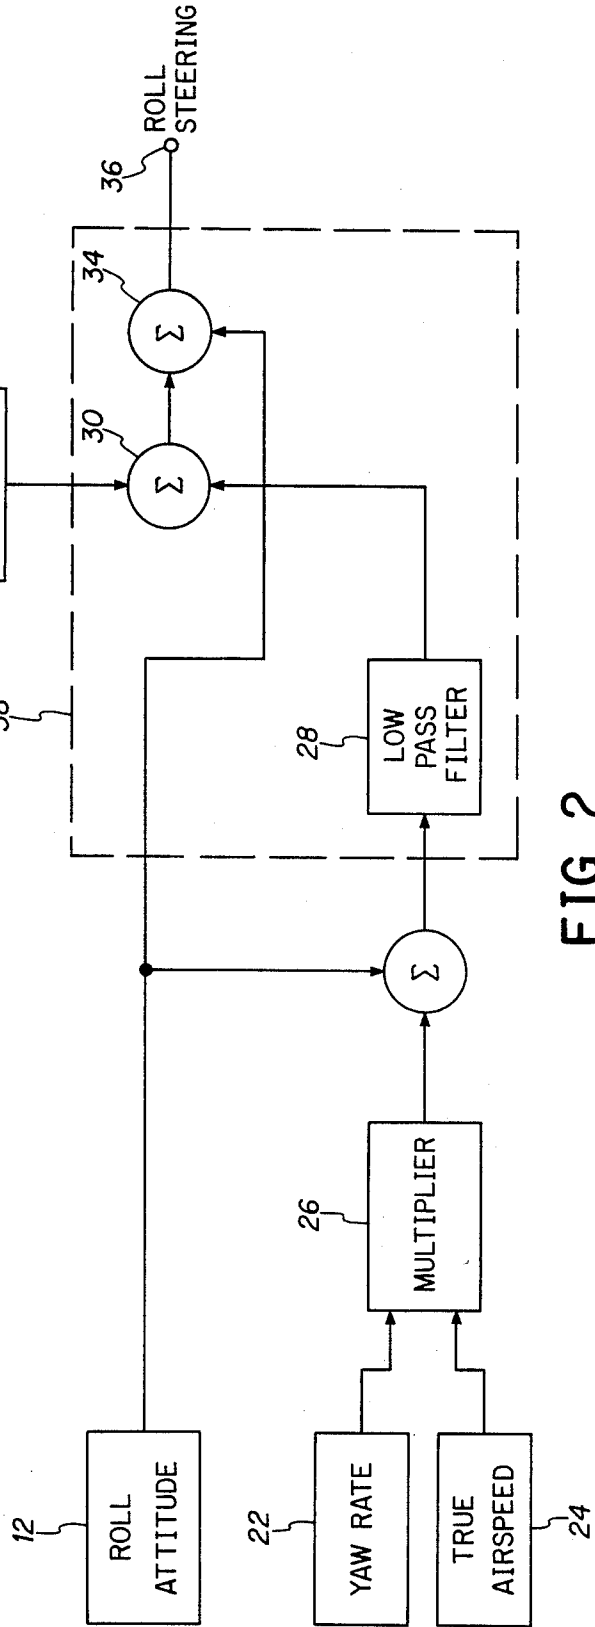 12
ROLL
ATTITUDE
22
YAW RATE
TRUE
AIRSPEED
24
26
MULTIPLIER
Σ
28
LOW
PASS
FILTER
30
Σ
34
Σ
36
ROLL
STEERING
FIG 2